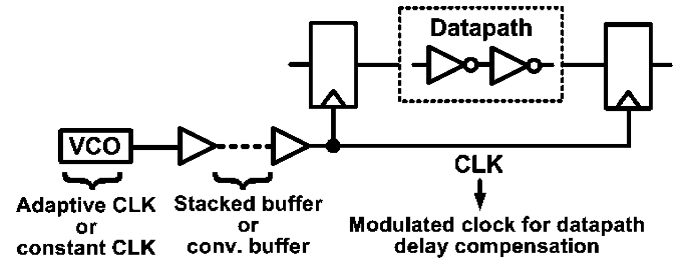 Datapath
VCO
CLK
Adaptive CLK
or
constant CLK
Stacked buffer
or
conv. buffer
Modulated clock for datapath
delay compensation